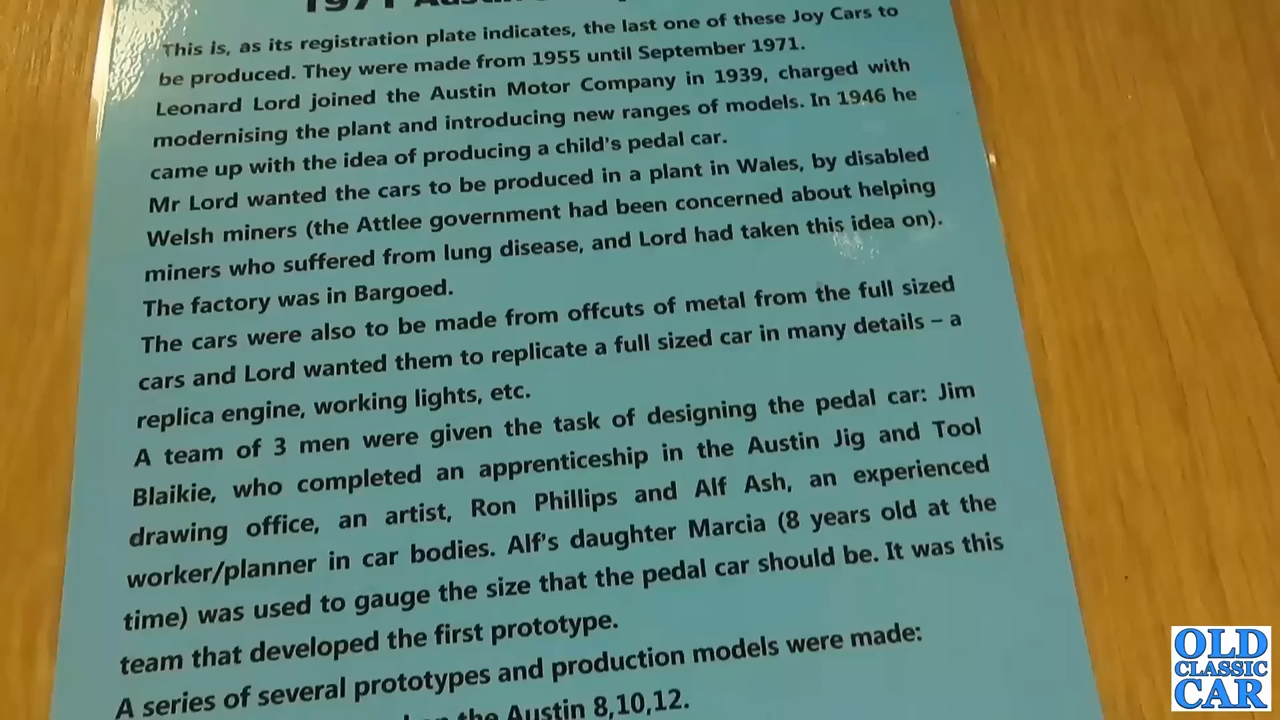 1971
This is, as its registration plate indicates, the last one of these Joy Cars to
be produced. They were made from 1955 until September 1971.
Leonard Lord joined the Austin Motor Company in 1939, charged with
modernising the plant and introducing new ranges of models. In 1946 he
came up with the idea of producing a child's pedal car.
Mr Lord wanted the cars to be produced in a plant in Wales, by disabled
Welsh miners (the Attlee government had been concerned about helping
miners who suffered from lung disease, and Lord had taken this idea on).
The factory was in Bargoed.
The cars were also to be made from offcuts of metal from the full sized
cars and Lord wanted them to replicate a full sized car in many details – a
replica engine, working lights, etc.
A team of 3 men were given the task of designing the pedal car: Jim
Blaikie, who completed an apprenticeship in the Austin Jig and Tool
drawing office, an artist, Ron Phillips and Alf Ash, an experienced
worker/planner in car bodies. Alf's daughter Marcia (8 years old at the
time) was used to gauge the size that the pedal car should be. It was this
team that developed the first prototype.
A series of several prototypes and production models were made:
the Austin 8,10,12.
OLD
CLASSIC
CAR